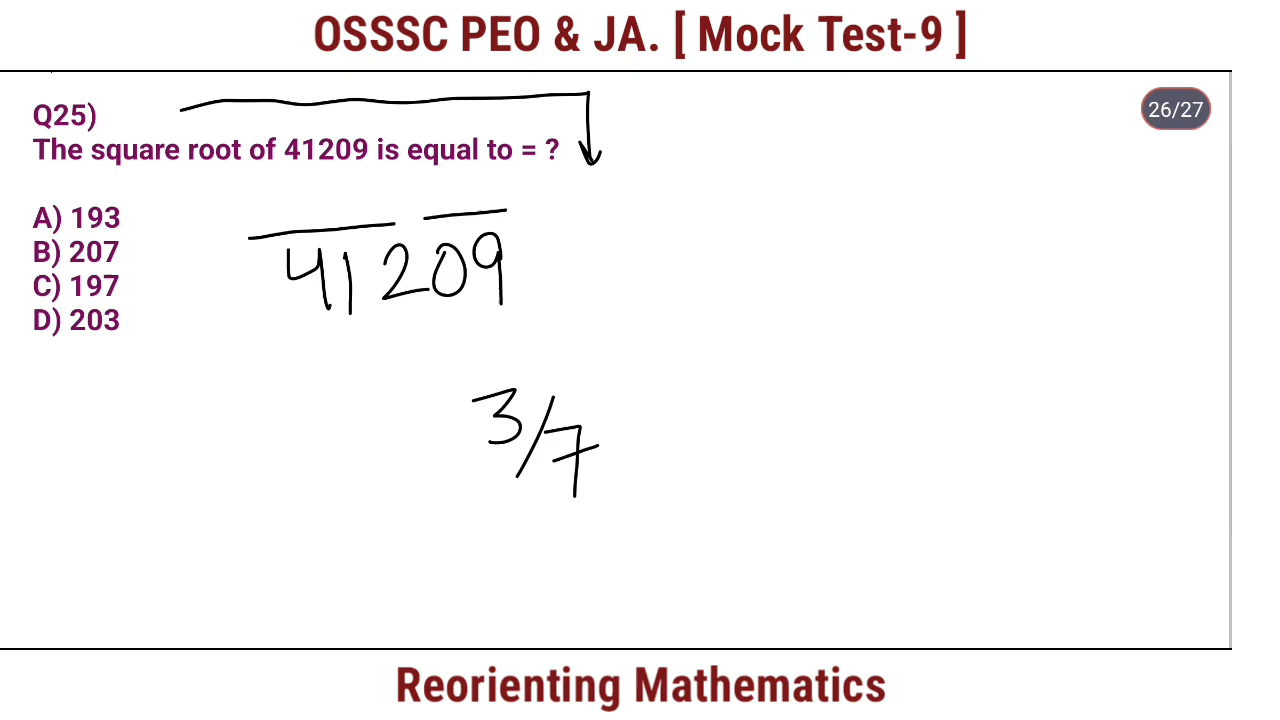 OSSSC PEO & JA. [ Mock Test-9 ]
26/27
Q25)
The square root of 41209 is equal to = ?
A) 193
B) 207
C) 197
D) 203
41209
3/7
Reorienting Mathematics